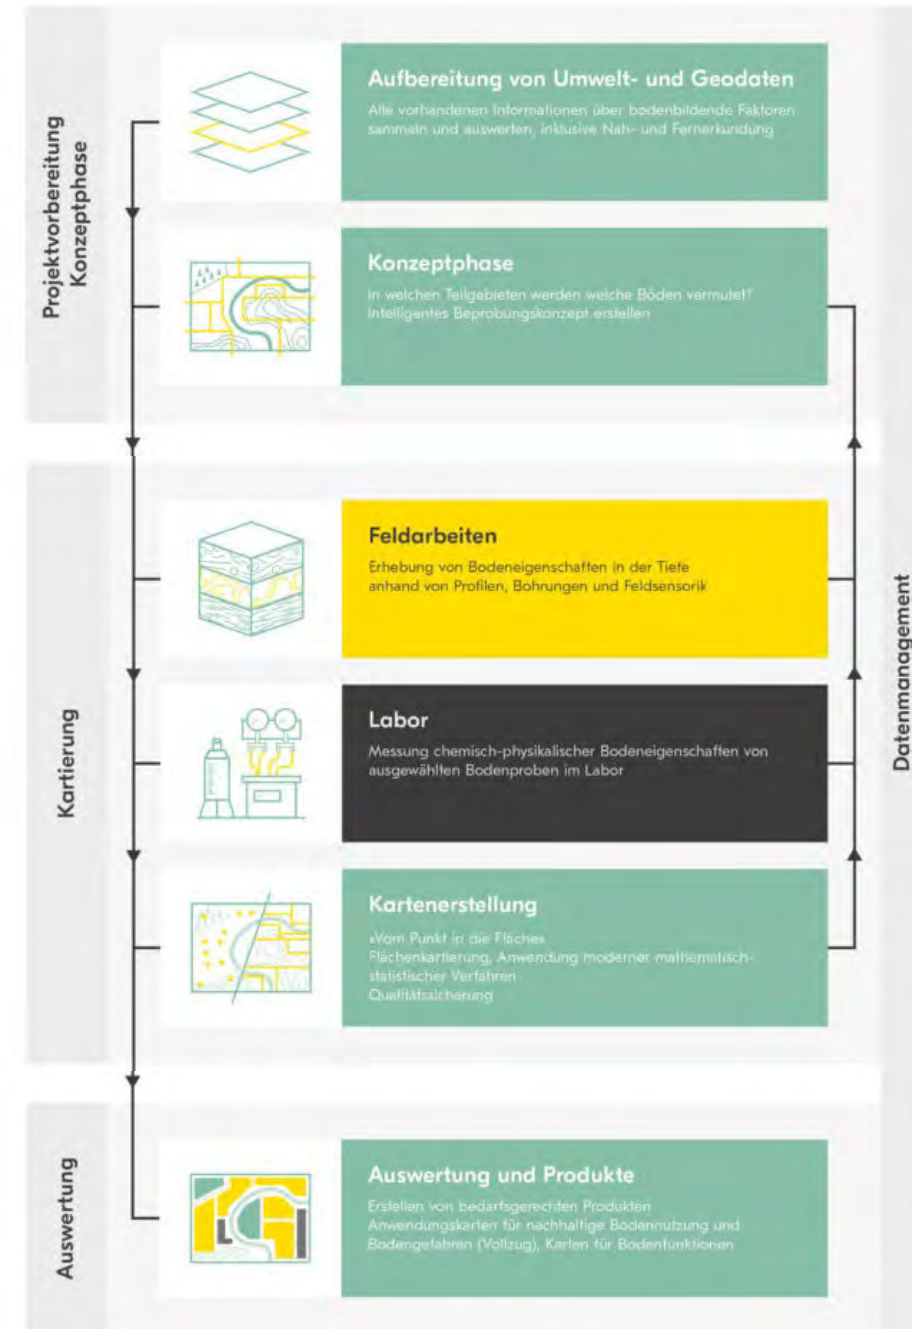 Projektvorbereitung
Konzeptphase
Aufbereitung von Umwelt- und Geodaten
Alle vorhandenen Informationen über bodenbildende Faktoren
sammeln und auswerten, inklusive Nah- und Fernerkundung
Konzeptphase
In welchen Teilgebieten werden welche Böden vermutet?
Intelligentes Beprobungskonzept erstellen
Kartierung
Feldarbeiten
Erhebung von Bodeneigenschaften in der Tiefe
anhand von Profilen, Bohrungen und Feldsensorik
Labor
Messung chemisch-physikalischer Bodeneigenschaften von
ausgewählten Bodenproben im Labor
Kartenerstellung
«Vom Punkt in die Fläche»
Flächenkartierung, Anwendung moderner mathematisch-
statistischer Verfahren
Qualitätssicherung
Datenmanagement
Auswertung
Auswertung und Produkte
Erstellen von bedarfsgerechten Produkten
Anwendungskarten für nachhaltige Bodennutzung und
Bodengefahren (Vollzug), Karten für Bodenfunktionen